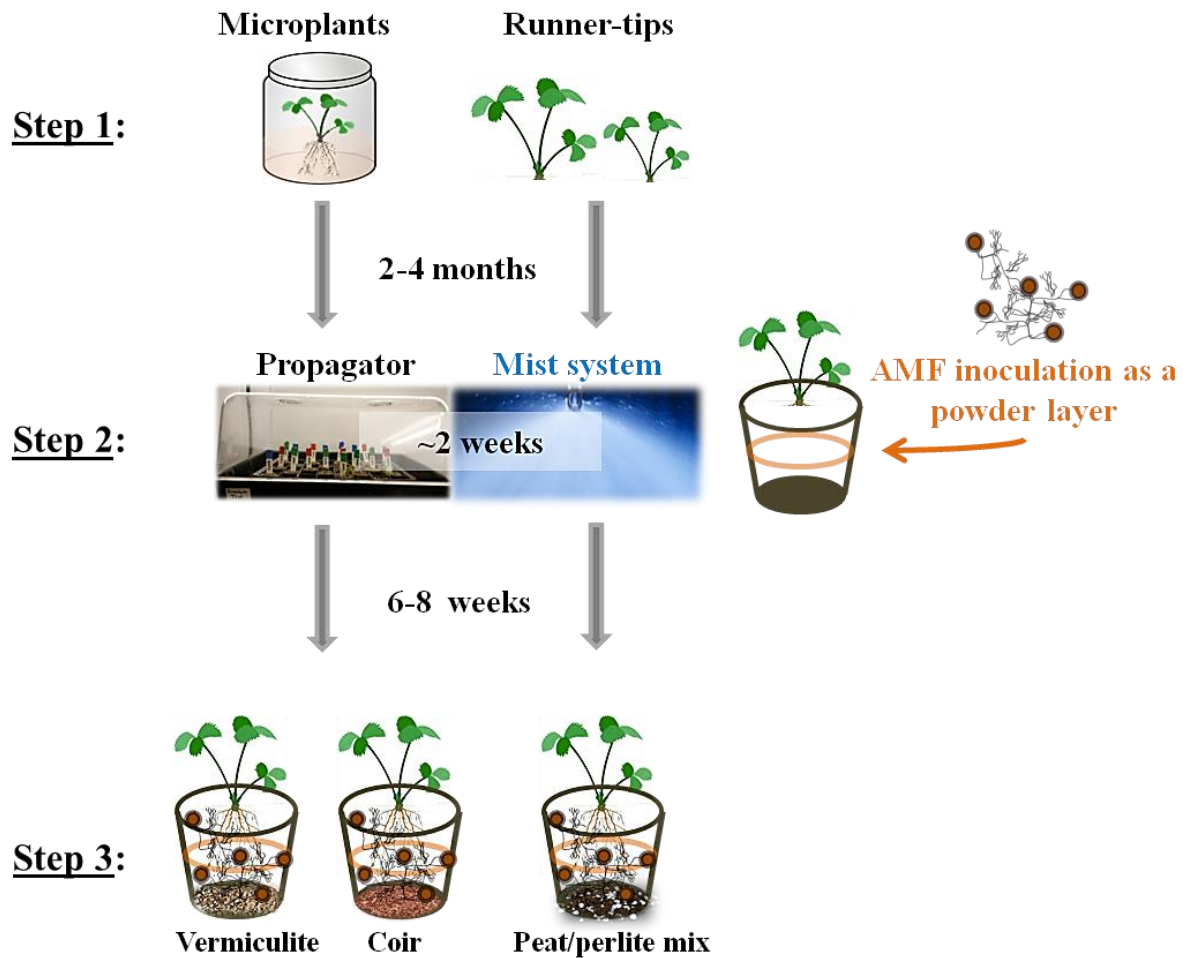 Microplants
Runner-tips
Step 1:
2-4 months
Propagator
Mist system
AMF inoculation as a
powder layer
Step 2:
~2 weeks
6-8 weeks
Step 3:
Vermiculite
Coir
Peat/perlite mix